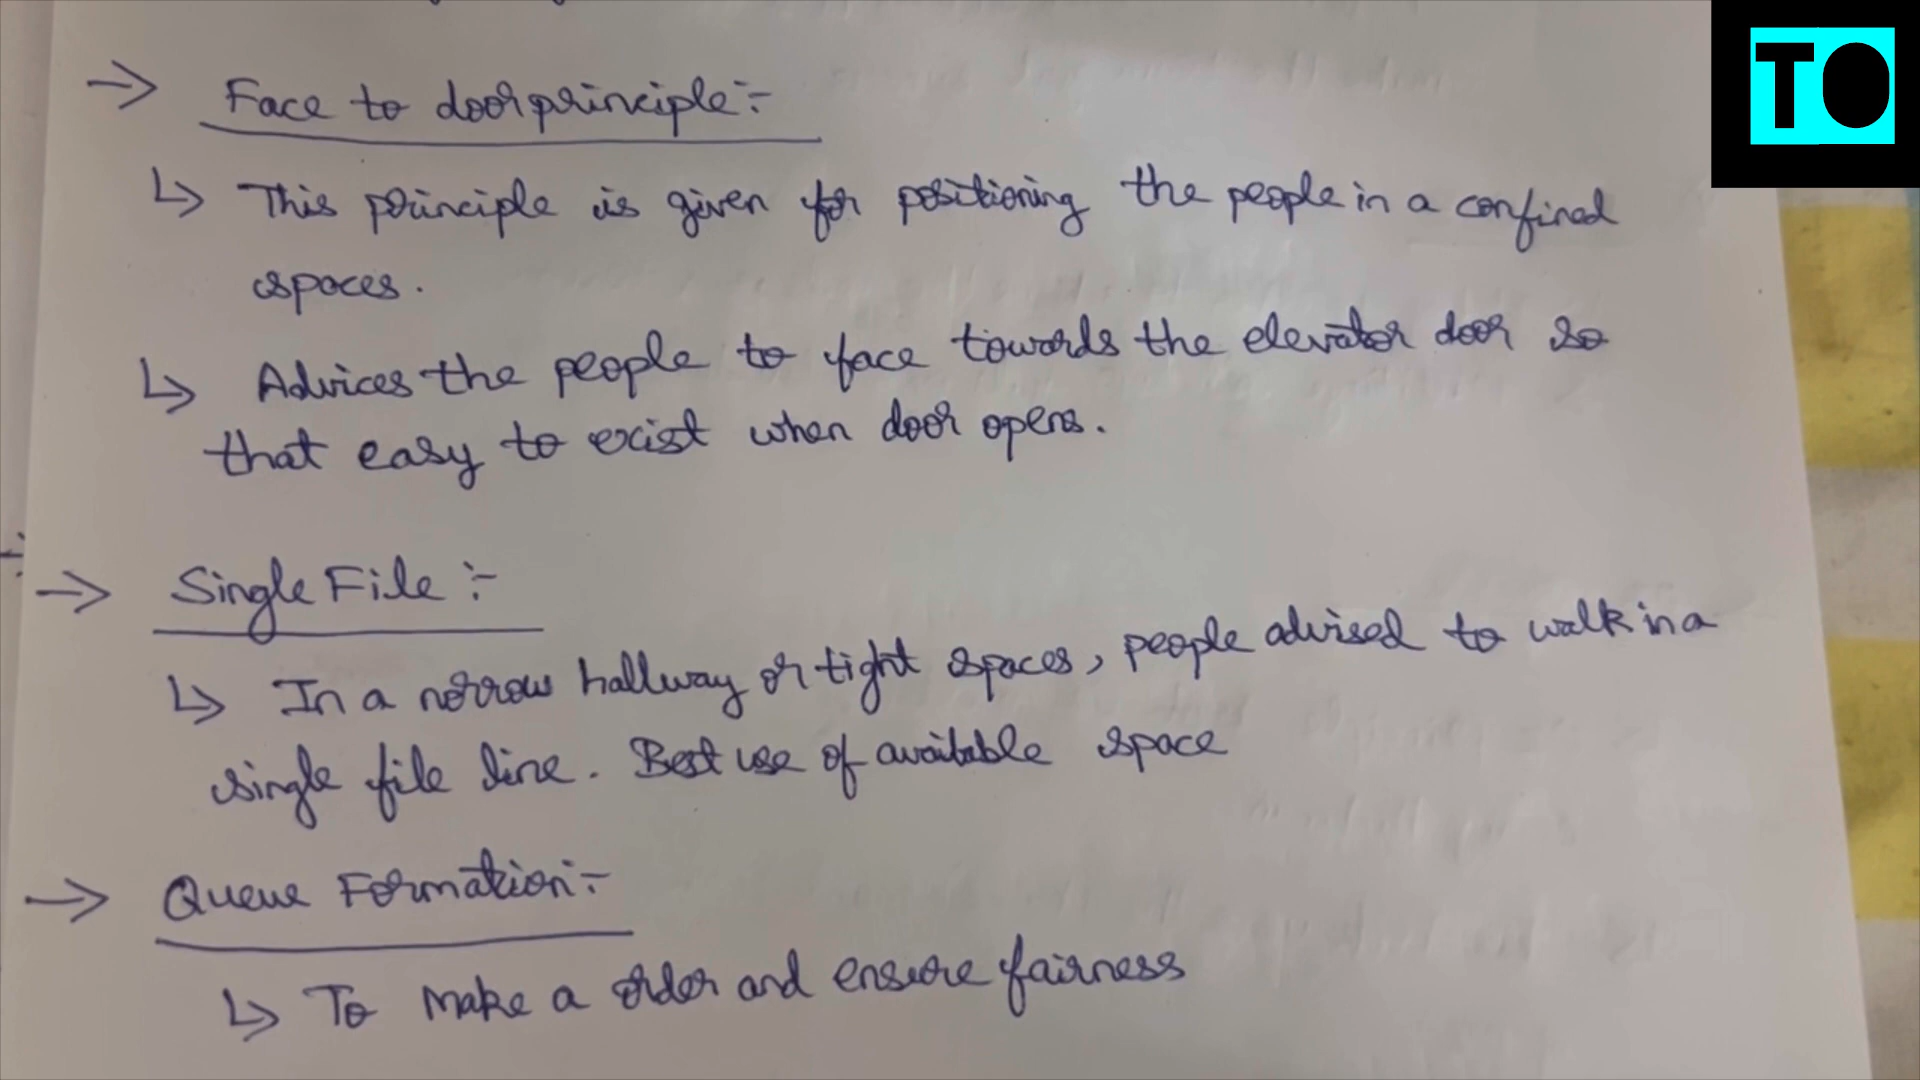 TO
→ Face to door principle :-
↳ This principle is given for positioning the people in a confined
spaces.
↳ Advices the people to face towards the elevator door so
that easy to exist when door opens.
→ Single File :-
↳ In a norrow hallway or tight spaces, people advised to walk in a
single file line. Best use of available space
→ Queue Formation :-
↳ To make a order and ensure fairness